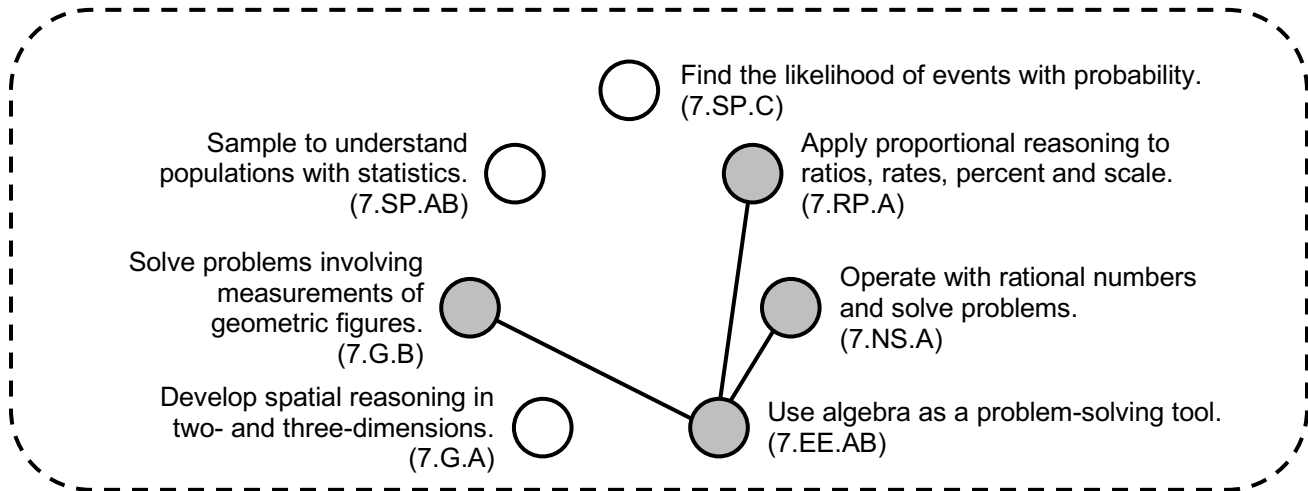 Find the likelihood of events with probability.
(7.SP.C)
Sample to understand
populations with statistics.
(7.SP.AB)
Apply proportional reasoning to
ratios, rates, percent and scale.
(7.RP.A)
Solve problems involving
measurements of
geometric figures.
(7.G.B)
Operate with rational numbers
and solve problems.
(7.NS.A)
Develop spatial reasoning in
two- and three-dimensions.
(7.G.A)
Use algebra as a problem-solving tool.
(7.EE.AB)